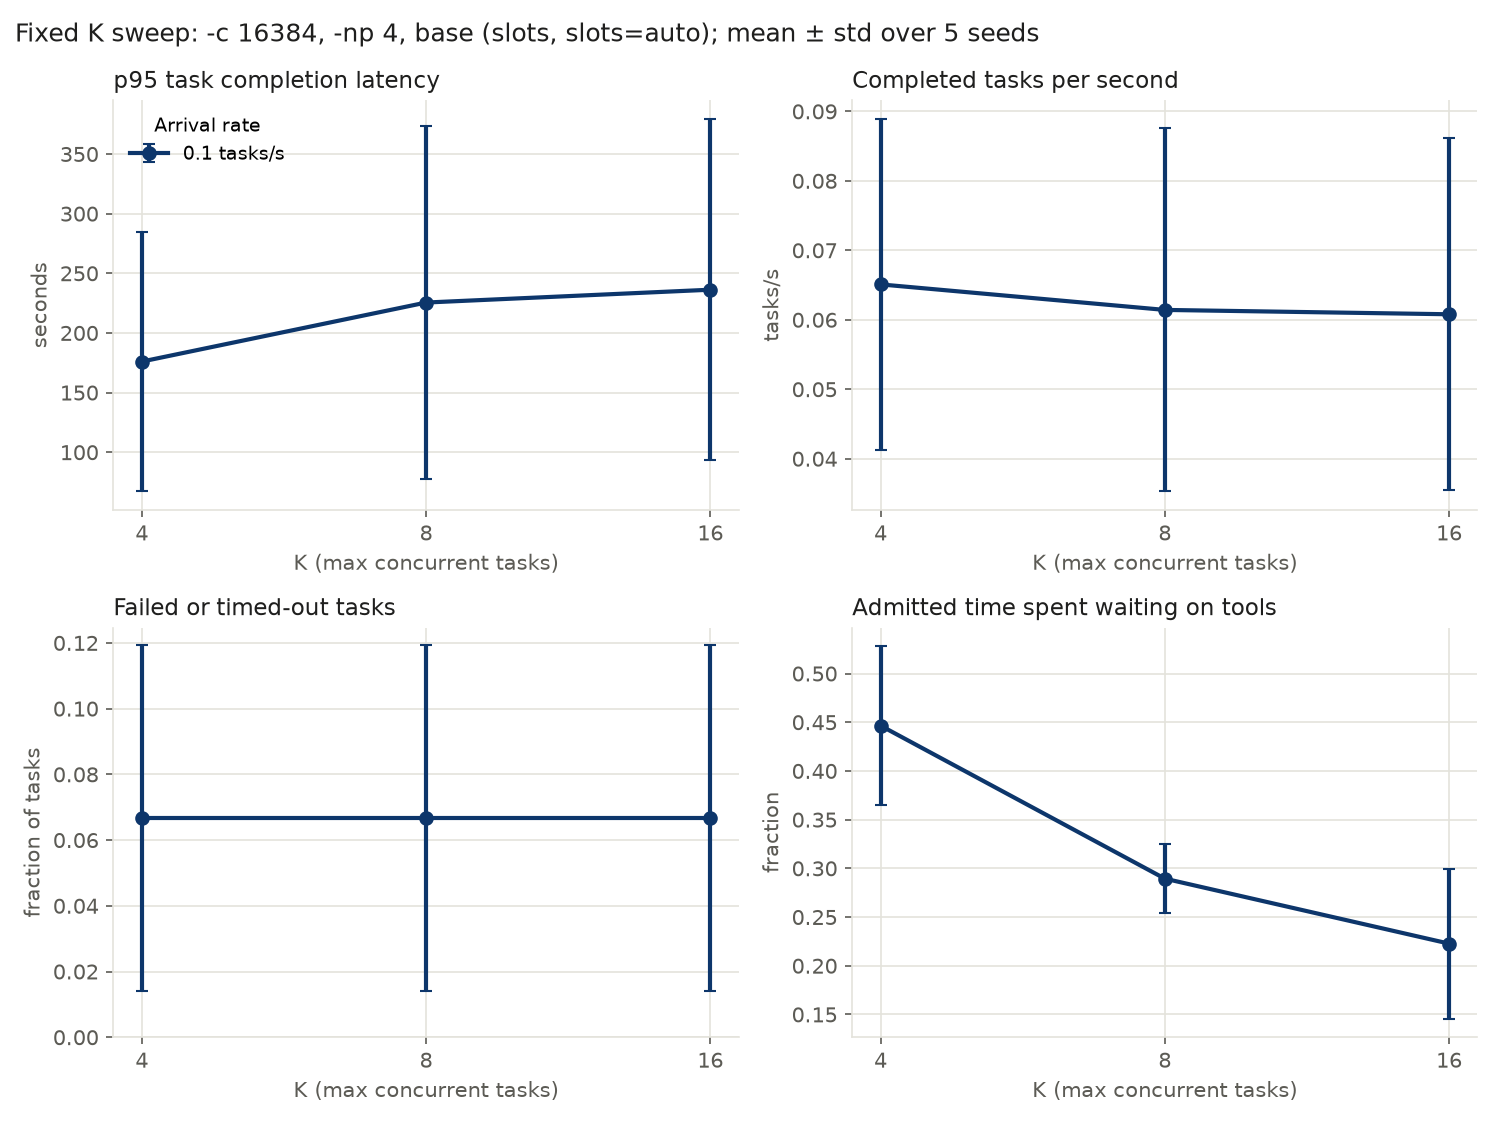 Fixed K sweep: -c 16384, -np 4, base (slots, slots=auto); mean ± std over 5 seeds
p95 task completion latency
Arrival rate
0.1 tasks/s
350
300
250
200
150
100
seconds
4
8
16
K (max concurrent tasks)
Completed tasks per second
0.09
0.08
0.07
0.06
0.05
0.04
tasks/s
4
8
16
K (max concurrent tasks)
Failed or timed-out tasks
0.12
0.10
0.08
0.06
0.04
0.02
0.00
fraction of tasks
4
8
16
K (max concurrent tasks)
Admitted time spent waiting on tools
0.50
0.45
0.40
0.35
0.30
0.25
0.20
0.15
fraction
4
8
16
K (max concurrent tasks)